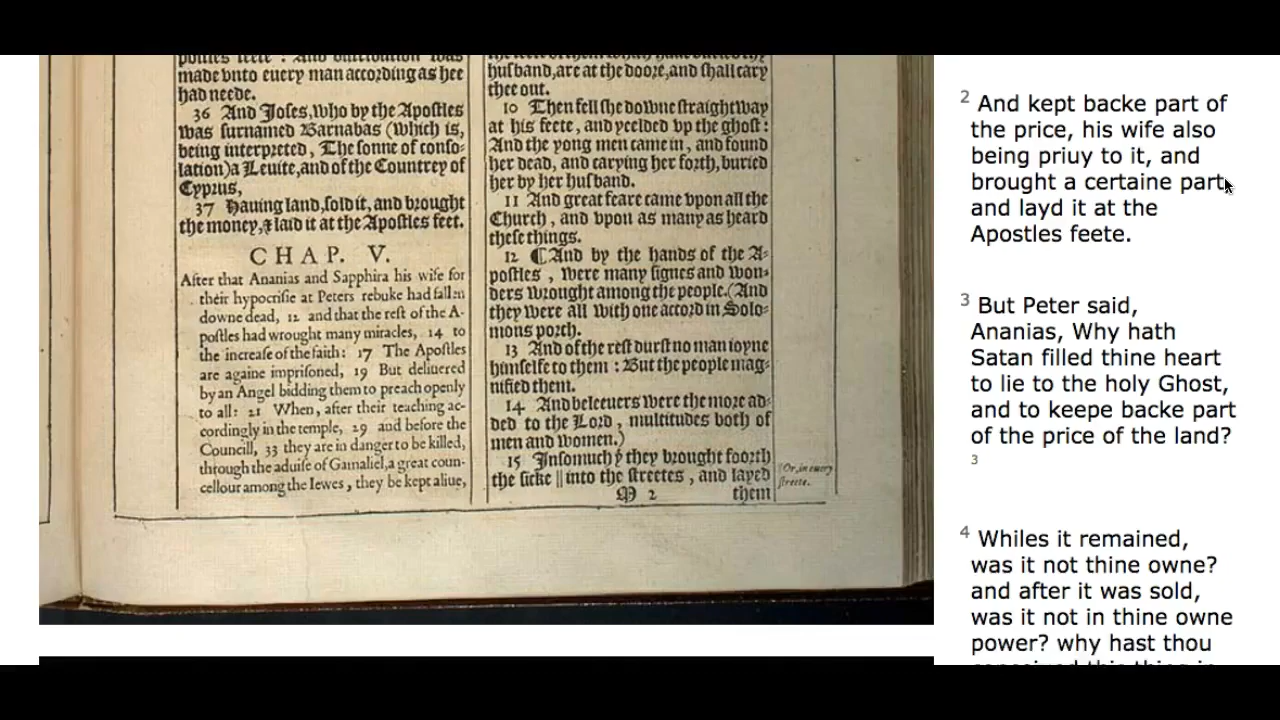 made vnto euery man according as hee
had neede.
36 And Joses, who by the Apostles
was surnamed Barnabas (which is,
being interpreted, The sonne of conso-
lation) a Leuite, and of the Countrey of
Cyprus,
37 Hauing land, sold it, and brought
the money, & laid it at the Apostles feet.
CHAP. V.
After that Ananias and Sapphira his wife for
their hypocrisie at Peters rebuke had fallen
downe dead, 12 and that the rest of the A-
postles had wrought many miracles, 14 to
the increase of the faith: 17 The Apostles
are againe imprisoned, 19 But deliuered
by an Angel bidding them to preach openly
to all: 21 When, after their teaching ac-
cordingly in the temple, 29 and before the
Councill, 33 they are in danger to be killed,
through the aduise of Gamaliel, a great coun-
cellour among the Iewes, they be kept aliue,
husband, are at the doore, and shall cary
thee out.
10 Then fell she downe straightway
at his feete, and yeelded vp the ghost:
And the yong men came in, and found
her dead, and carying her forth, buried
her by her husband.
11 And great feare came vpon all the
Church, and vpon as many as heard
these things.
12 ¶ And by the hands of the A-
postles, were many signes and won-
ders wrought among the people. (And
they were all with one accord in Solo-
mons porch.
13 And of the rest durst no man ioyne
himselfe to them: But the people mag-
nified them.
14 And beleeuers were the more ad-
ded to the Lord, multitudes both of
men and women.)
15 Insomuch yͭ they brought foorth
the sicke || into the streetes, and layed
M 2 them
|| Or, in euery
streete.
2 And kept backe part of
the price, his wife also
being priuy to it, and
brought a certaine part,
and layd it at the
Apostles feete.
3 But Peter said,
Ananias, Why hath
Satan filled thine heart
to lie to the holy Ghost,
and to keepe backe part
of the price of the land?
3
4 Whiles it remained,
was it not thine owne?
and after it was sold,
was it not in thine owne
power? why hast thou